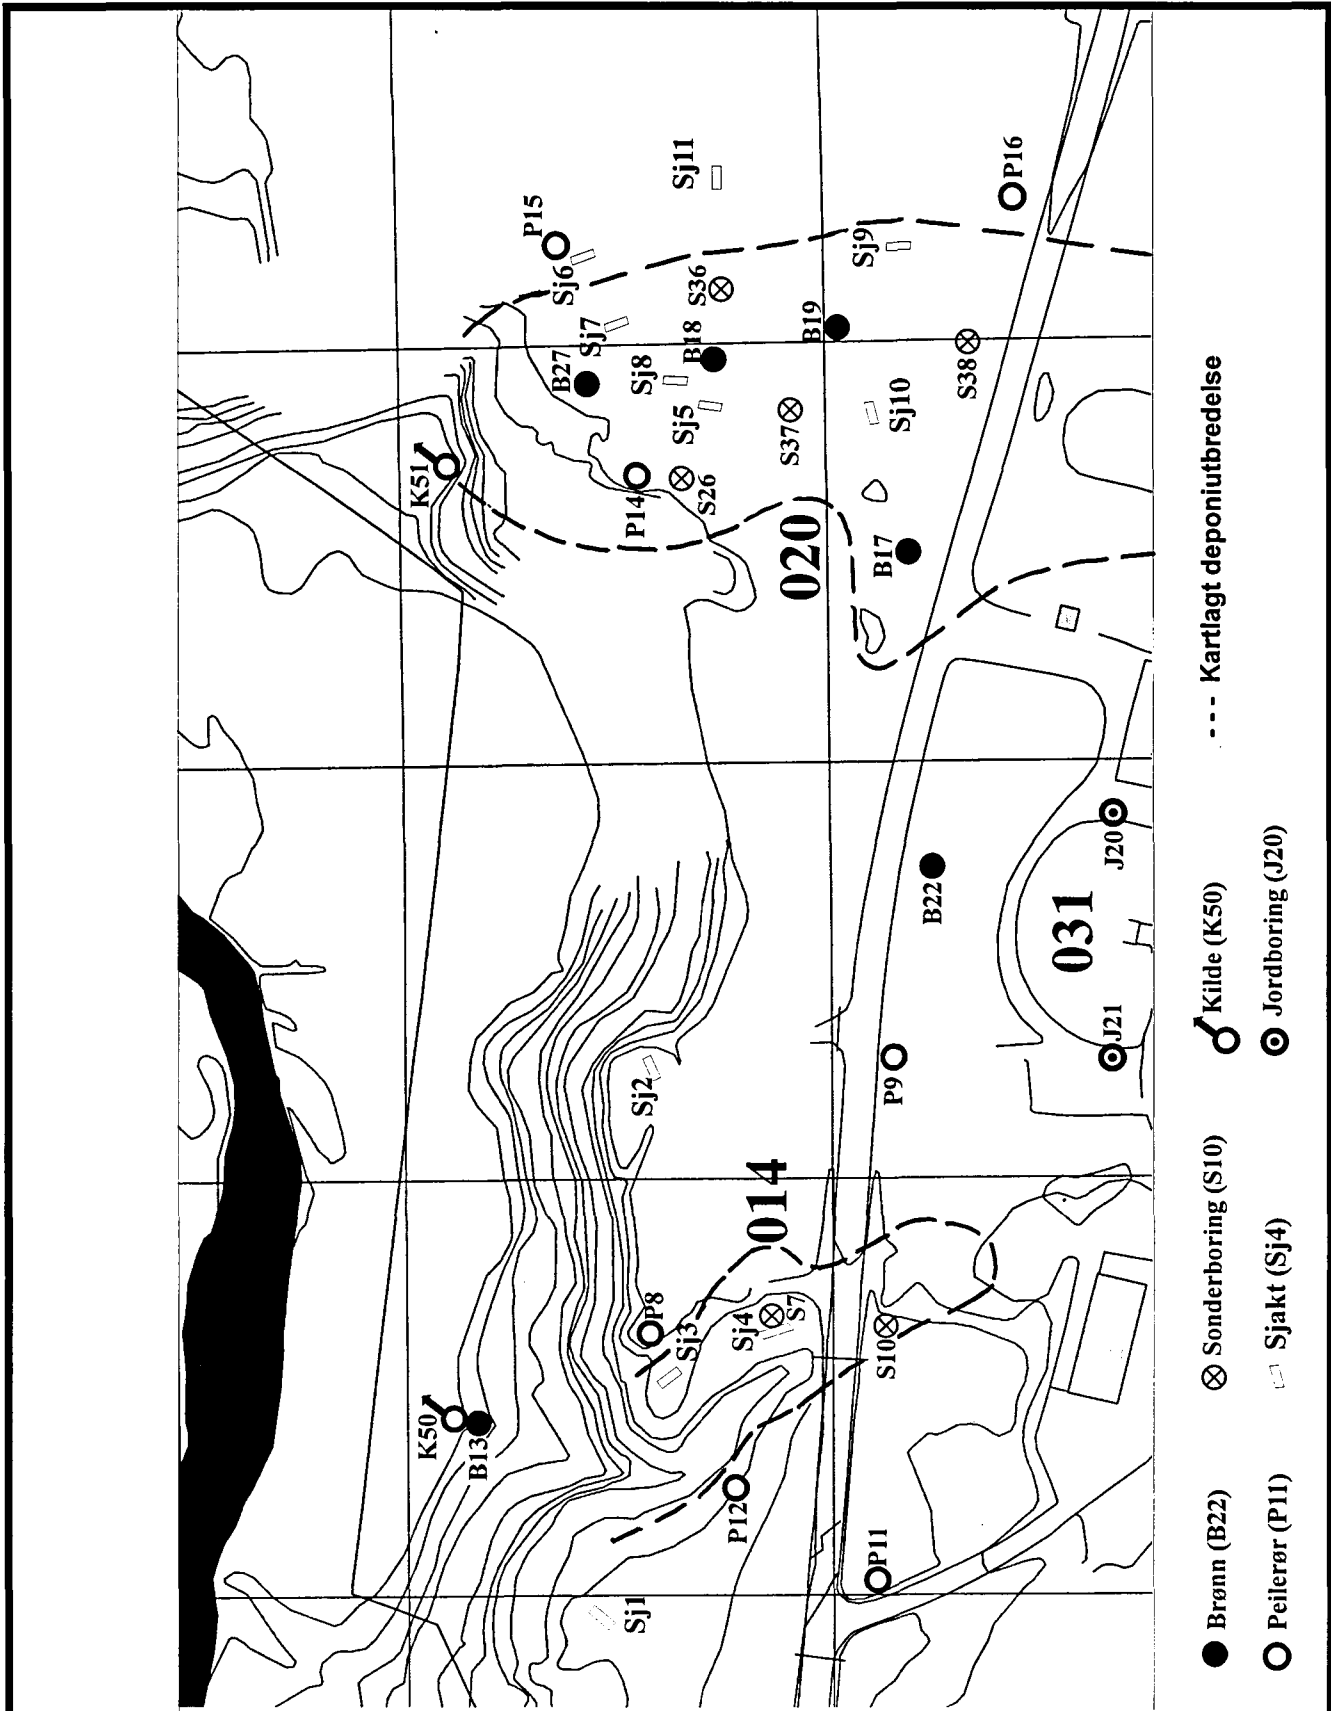 K50
B13
Sj1
P12
P11
P8
Sj3
Sj4
S7
S10
014
Sj2
P9
J21
031
J20
B22
K51
P14
S26
020
B17
B27
Sj7
Sj8
Sj5
B18
S37
Sj10
B19
S38
S36
Sj6
P15
Sj11
Sj9
P16
Brønn (B22)
Sonderboring (S10)
Kilde (K50)
--- Kartlagt deponiutbredelse
Peilerør (P11)
Sjakt (Sj4)
Jordboring (J20)